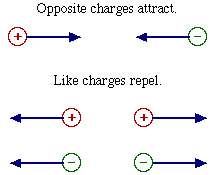 Opposite charges attract.
+ −
Like charges repel.
+ +
− −